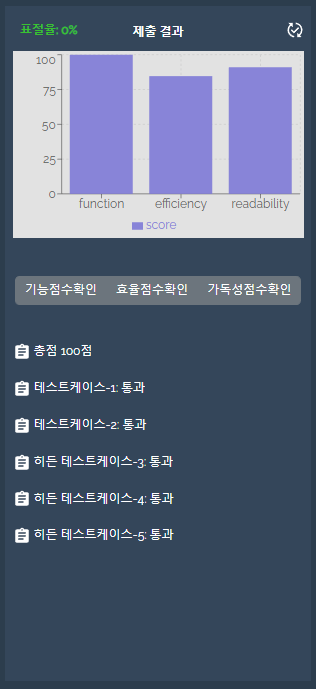 표절율: 0%
제출 결과
100
75
50
25
0
function efficiency readability
score
기능점수확인 효율점수확인 가독성점수확인
총점 100점
테스트케이스-1: 통과
테스트케이스-2: 통과
히든 테스트케이스-3: 통과
히든 테스트케이스-4: 통과
히든 테스트케이스-5: 통과